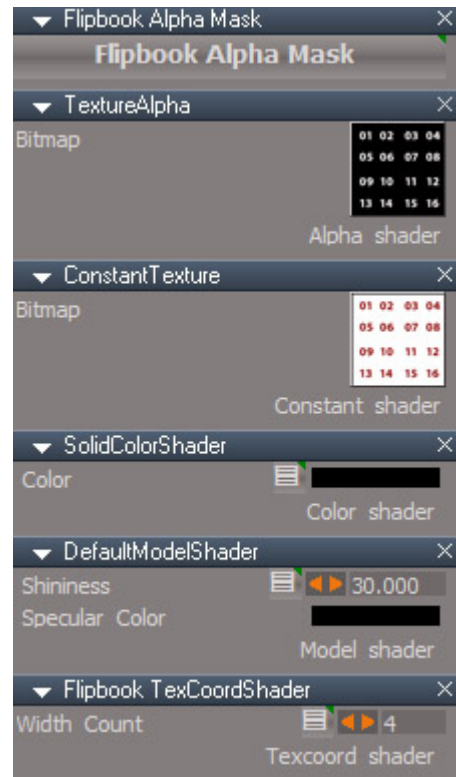 Flipbook Alpha Mask
Flipbook Alpha Mask
TextureAlpha
Bitmap
01 02 03 04
05 06 07 08
09 10 11 12
13 14 15 16
Alpha shader
ConstantTexture
Bitmap
01 02 03 04
05 06 07 08
09 10 11 12
13 14 15 16
Constant shader
SolidColorShader
Color
Color shader
DefaultModelShader
Shininess 30.000
Specular Color
Model shader
Flipbook TexCoordShader
Width Count 4
Texcoord shader